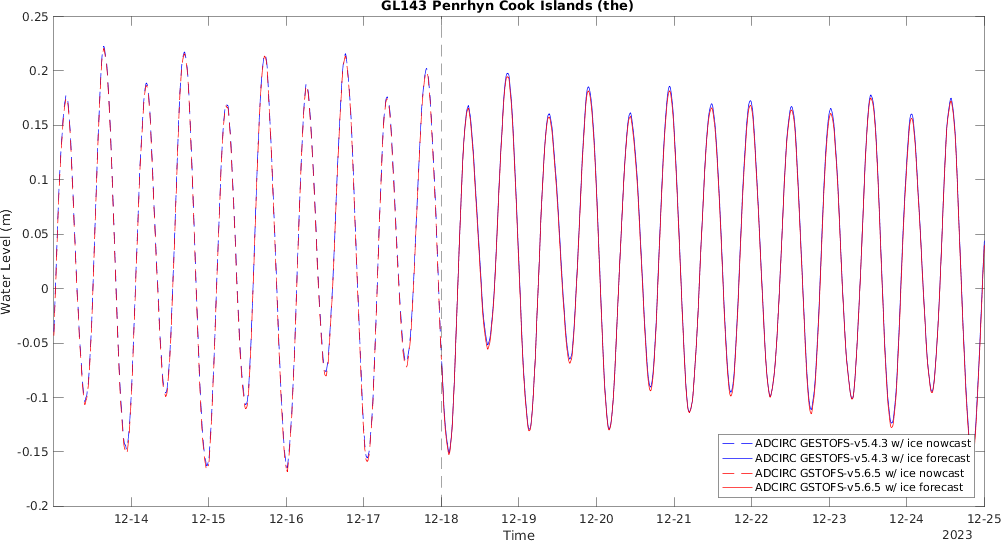 GL143 Penrhyn Cook Islands (the)
Water Level (m)
0.25
0.2
0.15
0.1
0.05
0
-0.05
-0.1
-0.15
-0.2
ADCIRC GESTOFS-v5.4.3 w/ ice nowcast
ADCIRC GESTOFS-v5.4.3 w/ ice forecast
ADCIRC GSTOFS-v5.6.5 w/ ice nowcast
ADCIRC GSTOFS-v5.6.5 w/ ice forecast
12-14 12-15 12-16 12-17 12-18 12-19 12-20 12-21 12-22 12-23 12-24 12-25
Time
2023